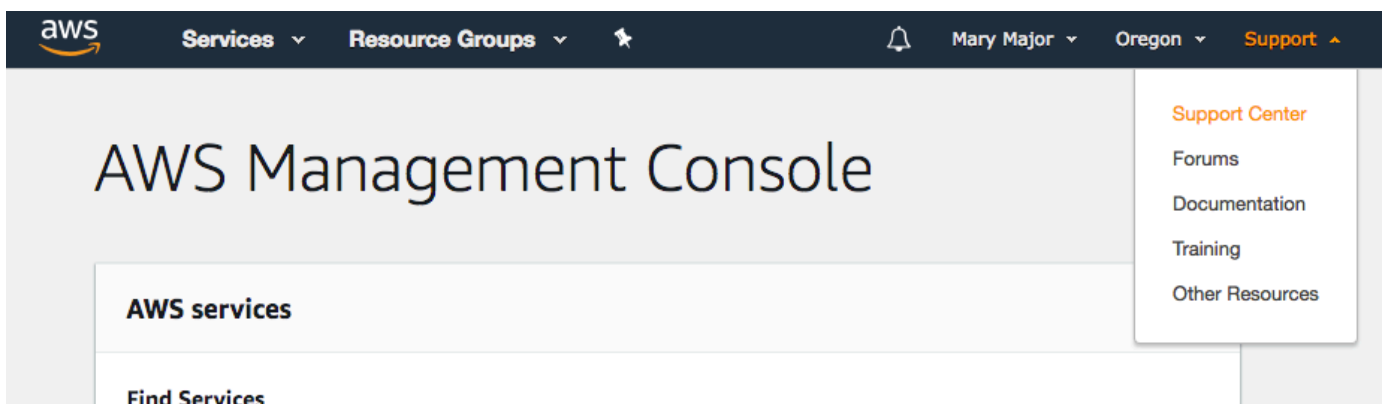 aws Services Resource Groups Mary Major Oregon Support
Support Center
Forums
Documentation
Training
Other Resources
AWS Management Console
AWS services
Find Services